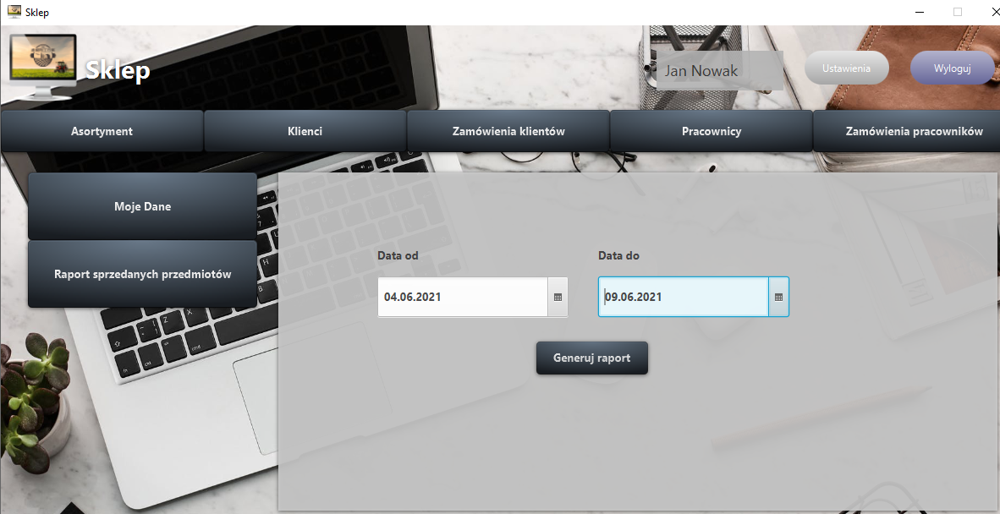 Sklep
Sklep
Jan Nowak
Ustawienia
Wyloguj
Asortyment
Klienci
Zamówienia klientów
Pracownicy
Zamówienia pracowników
Moje Dane
Raport sprzedanych przedmiotów
Data od
Data do
04.06.2021
09.06.2021
Generuj raport